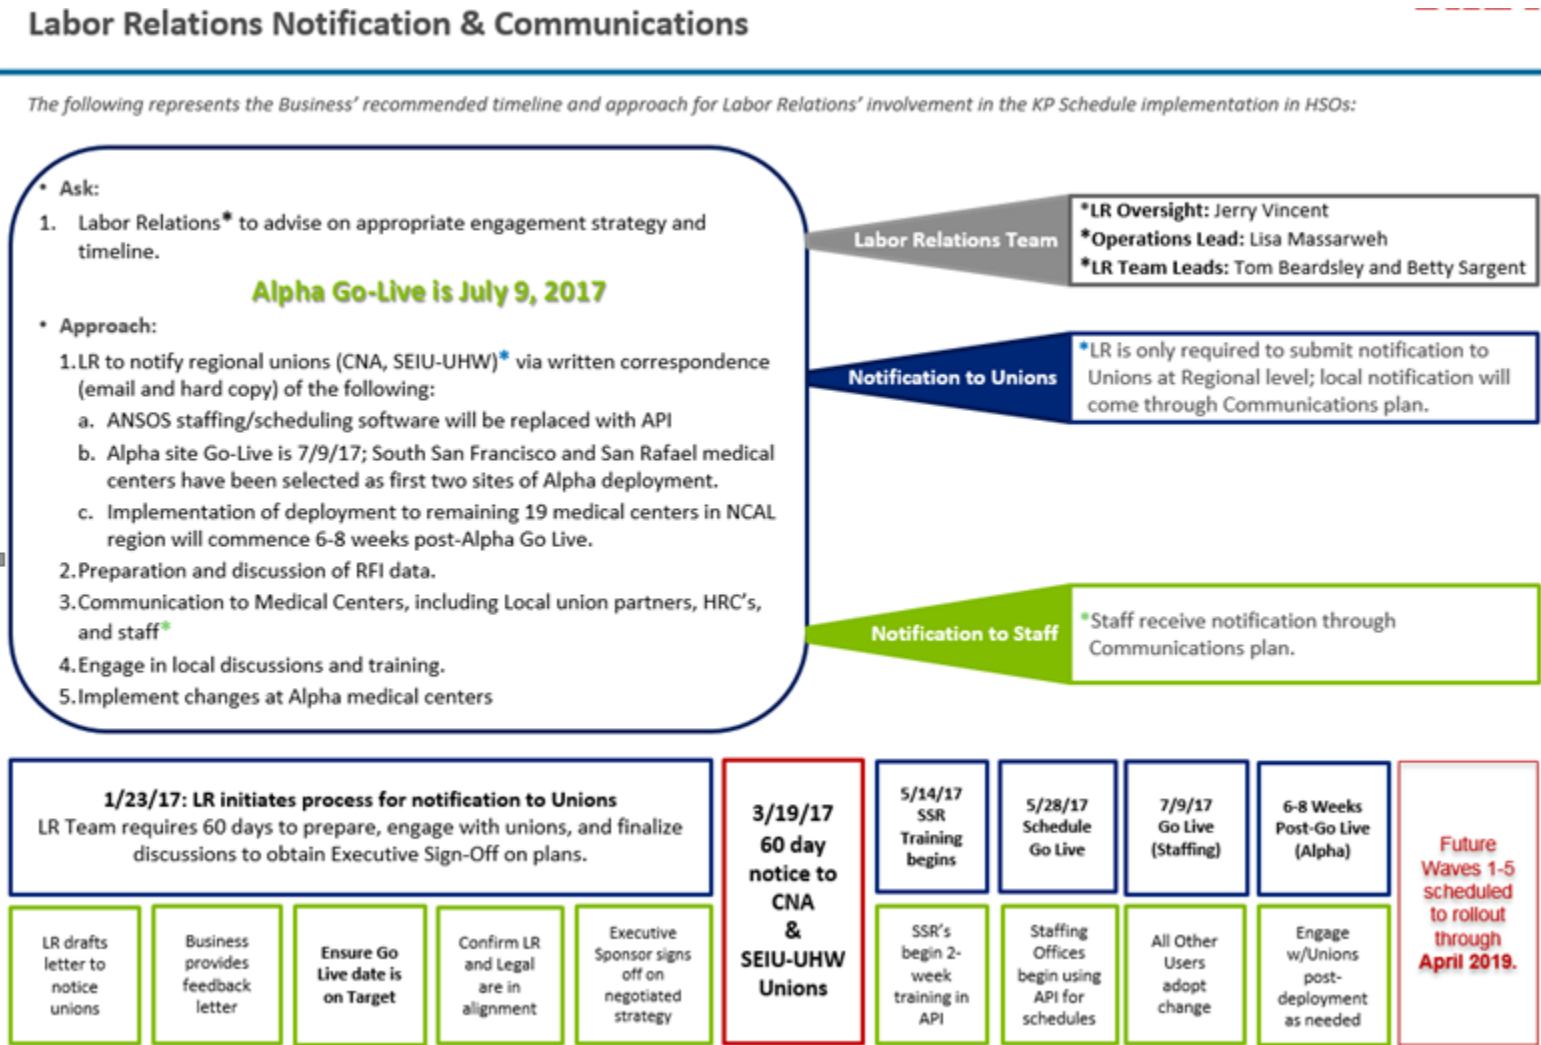 Labor Relations Notification & Communications
The following represents the Business' recommended timeline and approach for Labor Relations' involvement in the KP Schedule implementation in HSOs:
• Ask:
1. Labor Relations* to advise on appropriate engagement strategy and
timeline.
Alpha Go-Live is July 9, 2017
• Approach:
1.LR to notify regional unions (CNA, SEIU-UHW)* via written correspondence
(email and hard copy) of the following:
a. ANSOS staffing/scheduling software will be replaced with API
b. Alpha site Go-Live is 7/9/17; South San Francisco and San Rafael medical
centers have been selected as first two sites of Alpha deployment.
c. Implementation of deployment to remaining 19 medical centers in NCAL
region will commence 6-8 weeks post-Alpha Go Live.
2.Preparation and discussion of RFI data.
3.Communication to Medical Centers, including Local union partners, HRC's,
and staff*
4.Engage in local discussions and training.
5.Implement changes at Alpha medical centers
Labor Relations Team
*LR Oversight: Jerry Vincent
*Operations Lead: Lisa Massarweh
*LR Team Leads: Tom Beardsley and Betty Sargent
Notification to Unions
*LR is only required to submit notification to
Unions at Regional level; local notification will
come through Communications plan.
Notification to Staff
*Staff receive notification through
Communications plan.
1/23/17: LR initiates process for notification to Unions
LR Team requires 60 days to prepare, engage with unions, and finalize
discussions to obtain Executive Sign-Off on plans.
LR drafts
letter to
notice
unions
Business
provides
feedback
letter
Ensure Go
Live date is
on Target
Confirm LR
and Legal
are in
alignment
Executive
Sponsor signs
off on
negotiated
strategy
3/19/17
60 day
notice to
CNA
&
SEIU-UHW
Unions
5/14/17
SSR
Training
begins
SSR's
begin 2-
week
training in
API
5/28/17
Schedule
Go Live
Staffing
Offices
begin using
API for
schedules
7/9/17
Go Live
(Staffing)
All Other
Users
adopt
change
6-8 Weeks
Post-Go Live
(Alpha)
Engage
w/Unions
post-
deployment
as needed
Future
Waves 1-5
scheduled
to rollout
through
April 2019.